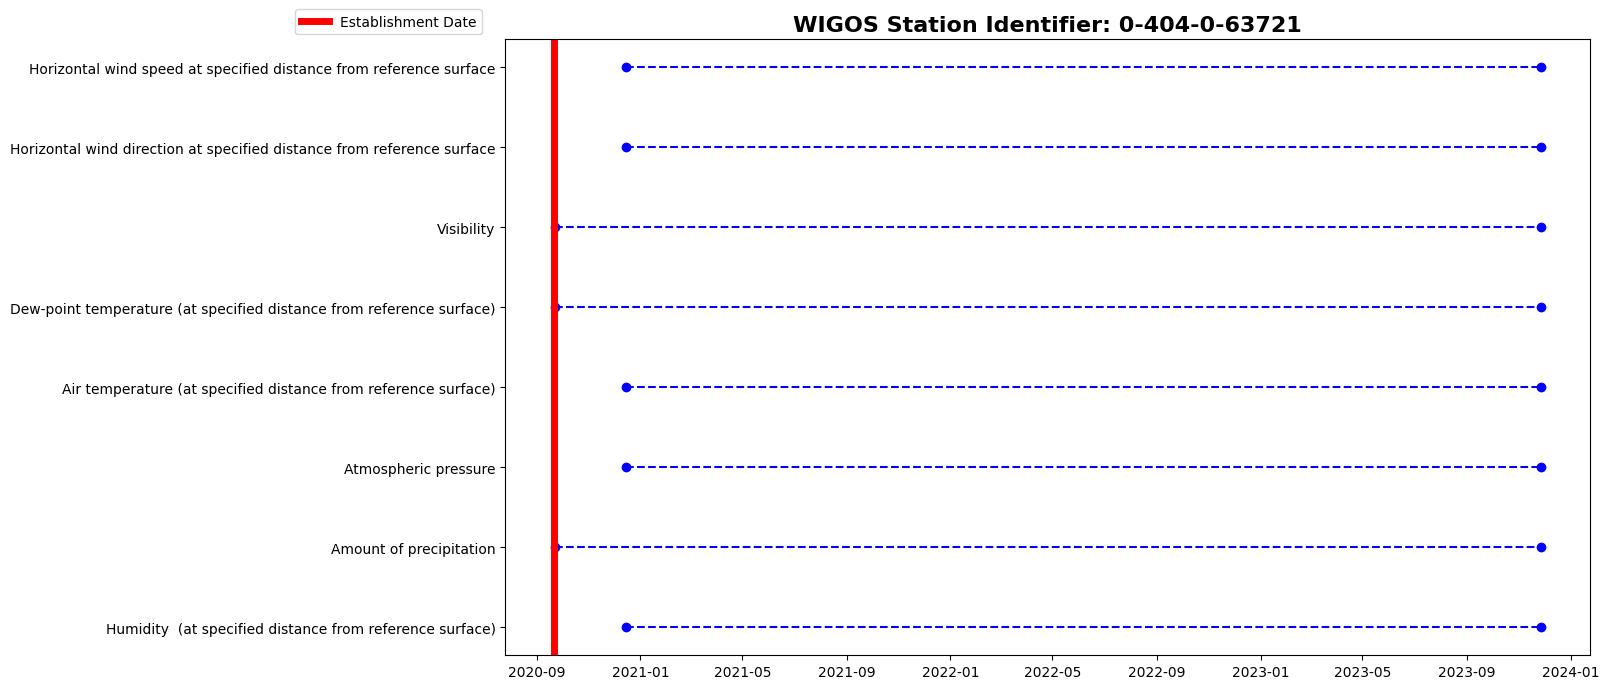 Establishment Date
WIGOS Station Identifier: 0-404-0-63721
Horizontal wind speed at specified distance from reference surface
Horizontal wind direction at specified distance from reference surface
Visibility
Dew-point temperature (at specified distance from reference surface)
Air temperature (at specified distance from reference surface)
Atmospheric pressure
Amount of precipitation
Humidity  (at specified distance from reference surface)
2020-09 2021-01 2021-05 2021-09 2022-01 2022-05 2022-09 2023-01 2023-05 2023-09 2024-01